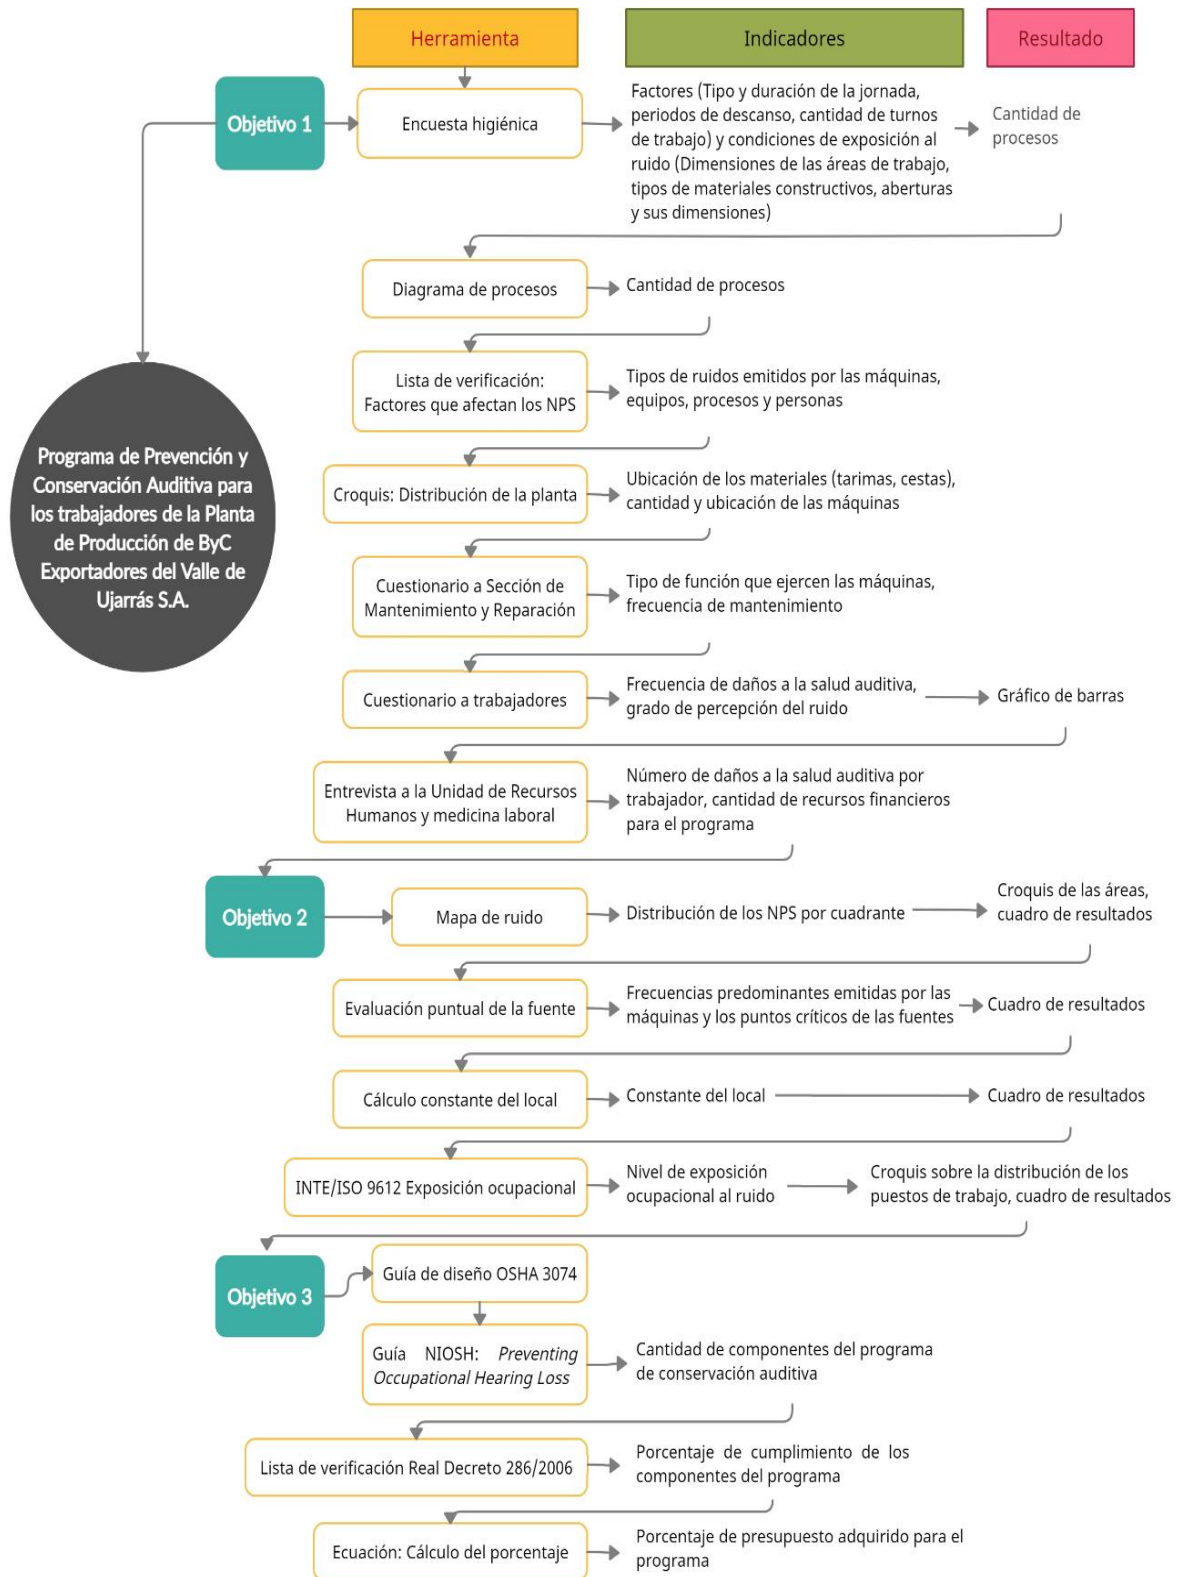 Herramienta
Indicadores
Resultado
Objetivo 1
Encuesta higiénica
Factores (Tipo y duración de la jornada,
periodos de descanso, cantidad de turnos
de trabajo) y condiciones de exposición al
ruido (Dimensiones de las áreas de trabajo,
tipos de materiales constructivos, aberturas
y sus dimensiones)
Cantidad de
procesos
Diagrama de procesos
Cantidad de procesos
Lista de verificación:
Factores que afectan los NPS
Tipos de ruidos emitidos por las máquinas,
equipos, procesos y personas
Programa de Prevención y
Conservación Auditiva para
los trabajadores de la Planta
de Producción de ByC
Exportadores del Valle de
Ujarrás S.A.
Croquis: Distribución de la planta
Ubicación de los materiales (tarimas, cestas),
cantidad y ubicación de las máquinas
Cuestionario a Sección de
Mantenimiento y Reparación
Tipo de función que ejercen las máquinas,
frecuencia de mantenimiento
Cuestionario a trabajadores
Frecuencia de daños a la salud auditiva,
grado de percepción del ruido
Gráfico de barras
Entrevista a la Unidad de Recursos
Humanos y medicina laboral
Número de daños a la salud auditiva por
trabajador, cantidad de recursos financieros
para el programa
Objetivo 2
Mapa de ruido
Distribución de los NPS por cuadrante
Croquis de las áreas,
cuadro de resultados
Evaluación puntual de la fuente
Frecuencias predominantes emitidas por las
máquinas y los puntos críticos de las fuentes
Cuadro de resultados
Cálculo constante del local
Constante del local
Cuadro de resultados
INTE/ISO 9612 Exposición ocupacional
Nivel de exposición
ocupacional al ruido
Croquis sobre la distribución de los
puestos de trabajo, cuadro de resultados
Objetivo 3
Guía de diseño OSHA 3074
Guía NIOSH: Preventing
Occupational Hearing Loss
Cantidad de componentes del programa
de conservación auditiva
Lista de verificación Real Decreto 286/2006
Porcentaje de cumplimiento de los
componentes del programa
Ecuación: Cálculo del porcentaje
Porcentaje de presupuesto adquirido para el
programa